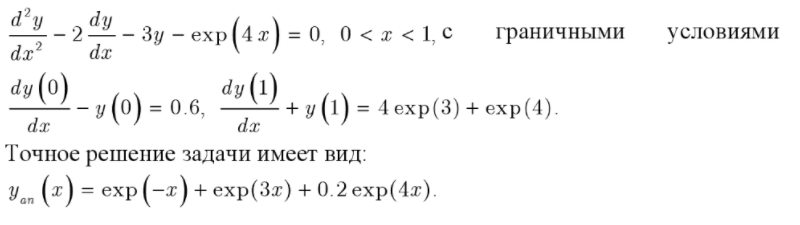 d²y/dx² − 2 dy/dx − 3y − exp(4x) = 0, 0 < x < 1, с граничными условиями
dy(0)/dx − y(0) = 0.6, dy(1)/dx + y(1) = 4 exp(3) + exp(4).
Точное решение задачи имеет вид:
yₐₙ(x) = exp(−x) + exp(3x) + 0.2 exp(4x).